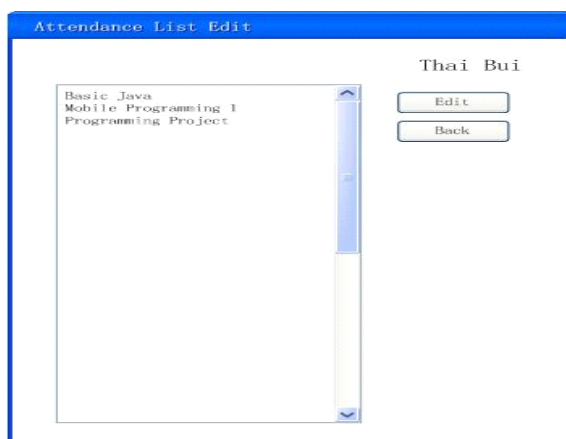 Attendance List Edit
Thai Bui
Basic Java
Mobile Programming 1
Programming Project
Edit
Back